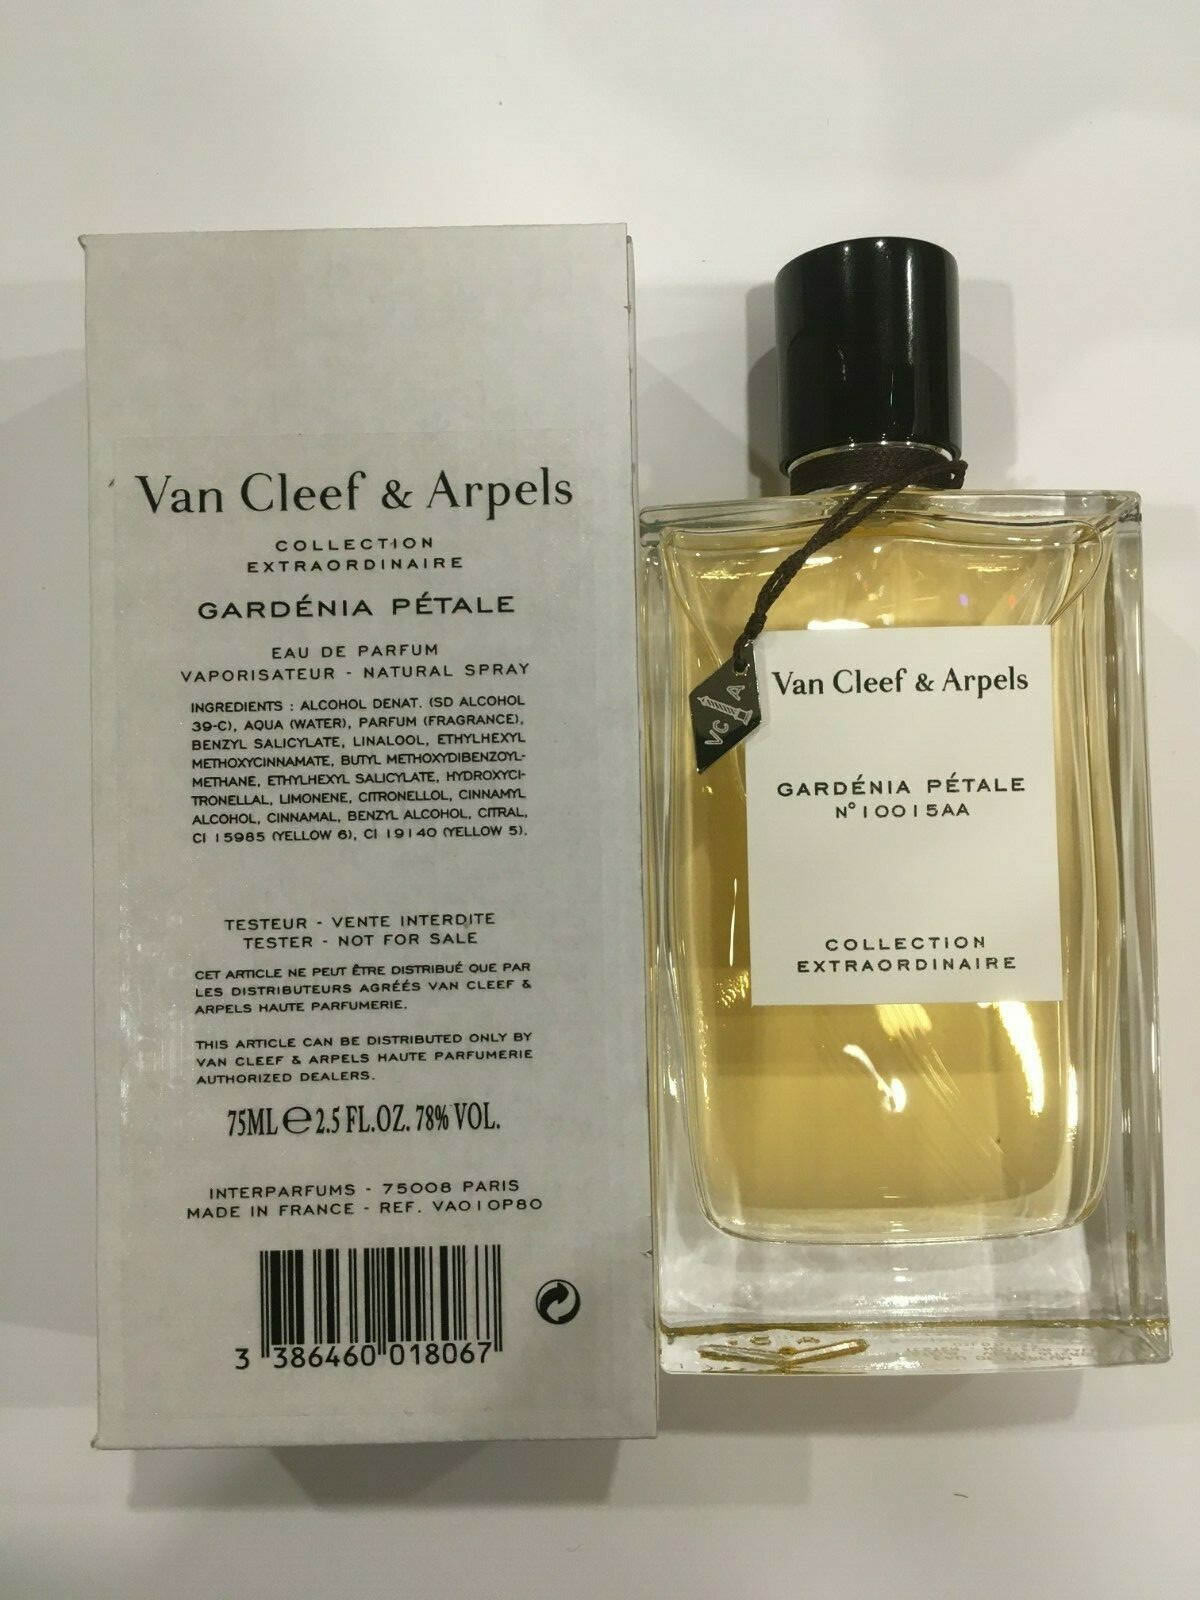 Van Cleef & Arpels
COLLECTION
EXTRAORDINAIRE
GARDÉNIA PÉTALE
EAU DE PARFUM
VAPORISATEUR - NATURAL SPRAY
INGREDIENTS : ALCOHOL DENAT. (SD ALCOHOL
39-C), AQUA (WATER), PARFUM (FRAGRANCE),
BENZYL SALICYLATE, LINALOOL, ETHYLHEXYL
METHOXYCINNAMATE, BUTYL METHOXYDIBENZOYL-
METHANE, ETHYLHEXYL SALICYLATE, HYDROXYCI-
TRONELLAL, LIMONENE, CITRONELLOL, CINNAMYL
ALCOHOL, CINNAMAL, BENZYL ALCOHOL, CITRAL,
CI 15985 (YELLOW 6), CI 19140 (YELLOW 5).
TESTEUR - VENTE INTERDITE
TESTER - NOT FOR SALE
CET ARTICLE NE PEUT ÊTRE DISTRIBUÉ QUE PAR
LES DISTRIBUTEURS AGRÉÉS VAN CLEEF &
ARPELS HAUTE PARFUMERIE.
THIS ARTICLE CAN BE DISTRIBUTED ONLY BY
VAN CLEEF & ARPELS HAUTE PARFUMERIE
AUTHORIZED DEALERS.
75ML ℮ 2.5 FL.OZ. 78% VOL.
INTERPARFUMS - 75008 PARIS
MADE IN FRANCE - REF. VA010P80
3 386460 018067
VC A
Van Cleef & Arpels
GARDÉNIA PÉTALE
N° 10015AA
COLLECTION
EXTRAORDINAIRE